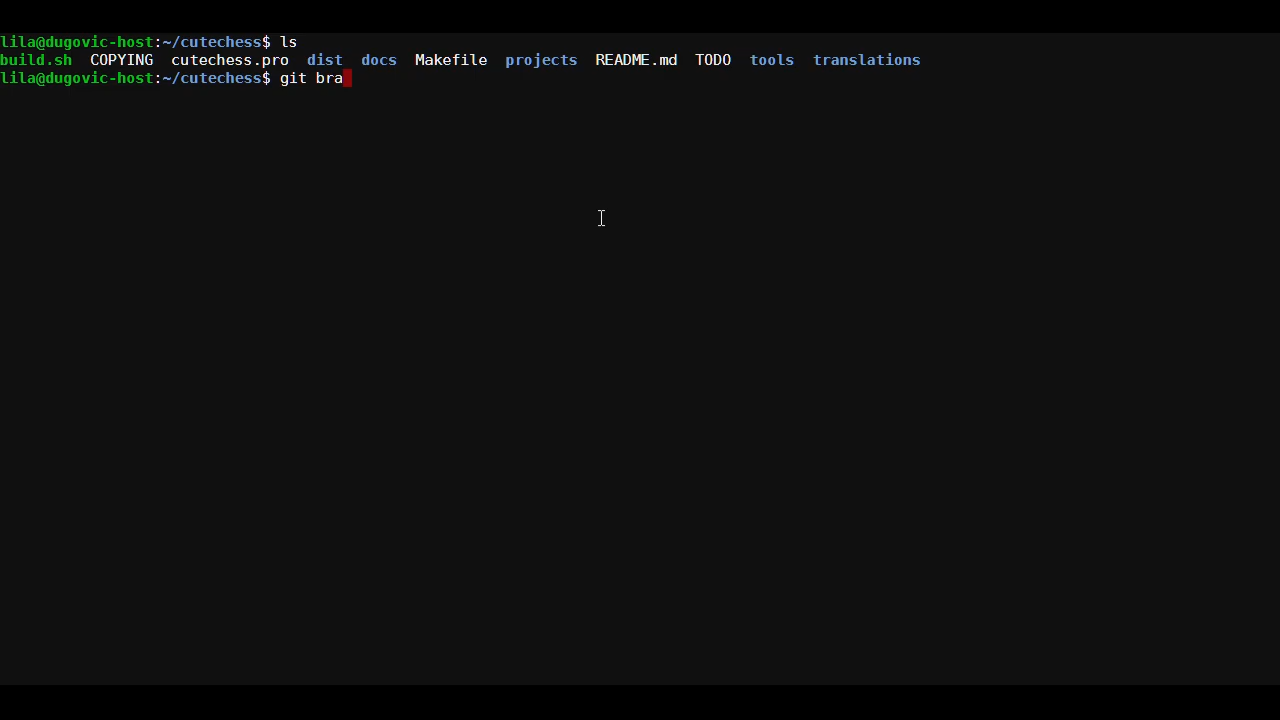 lila@dugovic-host:~/cutechess$ ls
build.sh  COPYING  cutechess.pro  dist  docs  Makefile  projects  README.md  TODO  tools  translations
lila@dugovic-host:~/cutechess$ git bra